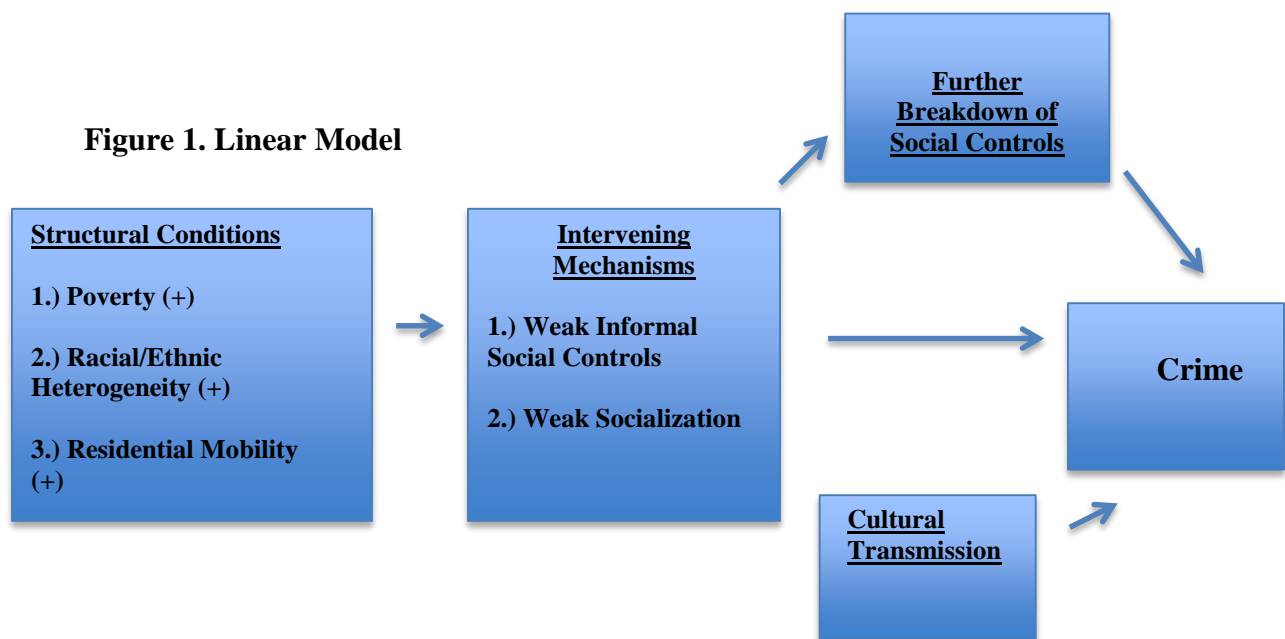 Figure 1. Linear Model
Structural Conditions
1.) Poverty (+)
2.) Racial/Ethnic
Heterogeneity (+)
3.) Residential Mobility
(+)
Intervening
Mechanisms
1.) Weak Informal
Social Controls
2.) Weak Socialization
Further
Breakdown of
Social Controls
Crime
Cultural
Transmission